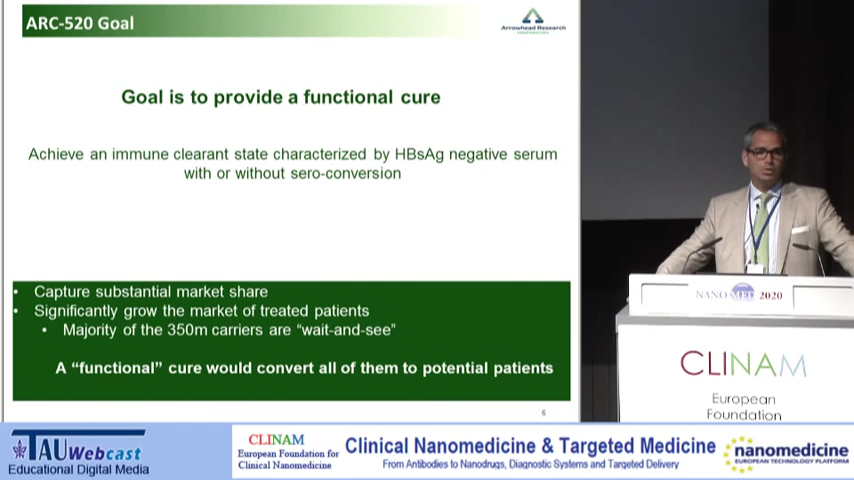 ARC-520 Goal
Arrowhead Research
CORPORATION
Goal is to provide a functional cure
Achieve an immune clearant state characterized by HBsAg negative serum
with or without sero-conversion
• Capture substantial market share
• Significantly grow the market of treated patients
• Majority of the 350m carriers are “wait-and-see”
A “functional” cure would convert all of them to potential patients
6
NANOMED 2020
CLINAM
European
Foundation
TAU Webcast
Educational Digital Media
CLINAM
European Foundation for
Clinical Nanomedicine
Clinical Nanomedicine & Targeted Medicine
From Antibodies to Nanodrugs, Diagnostic Systems and Targeted Delivery
nanomedicine
EUROPEAN TECHNOLOGY PLATFORM